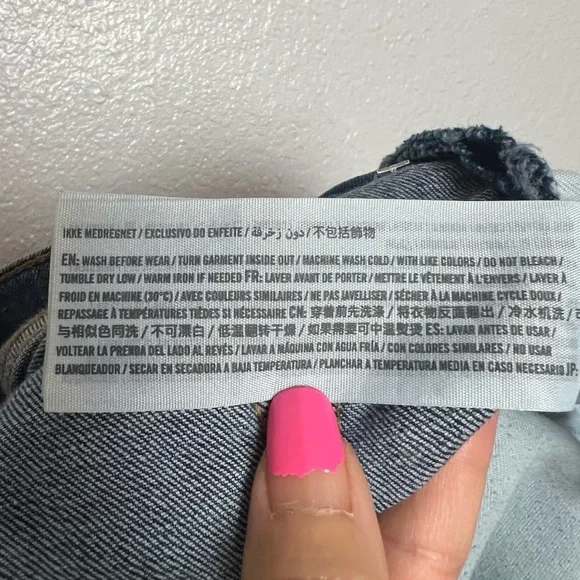 IKKE MEDREGNET / EXCLUSIVO DO ENFEITE / دون زخرفة / 不包括飾物
EN: WASH BEFORE WEAR / TURN GARMENT INSIDE OUT / MACHINE WASH COLD / WITH LIKE COLORS / DO NOT BLEACH /
TUMBLE DRY LOW / WARM IRON IF NEEDED FR: LAVER AVANT DE PORTER / METTRE LE VÊTEMENT À L'ENVERS / LAVER À
FROID EN MACHINE (30°C) / AVEC COULEURS SIMILAIRES / NE PAS JAVELLISER / SÉCHER À LA MACHINE CYCLE DOUX /
REPASSAGE À TEMPÉRATURE TIÈDES SI NÉCESSAIRE CN: 穿着前先洗涤 / 将衣物反面翻出 / 冷水机洗 / 可
与相似色同洗 / 不可漂白 / 低温翻转干燥 / 如果需要可中温熨烫 ES: LAVAR ANTES DE USAR /
VOLTEAR LA PRENDA DEL LADO AL REVÉS / LAVAR A MÁQUINA CON AGUA FRÍA / CON COLORES SIMILARES / NO USAR
BLANQUEADOR / SECAR EN SECADORA A BAJA TEMPERATURA / PLANCHAR A TEMPERATURA MEDIA EN CASO NECESARIO JP: